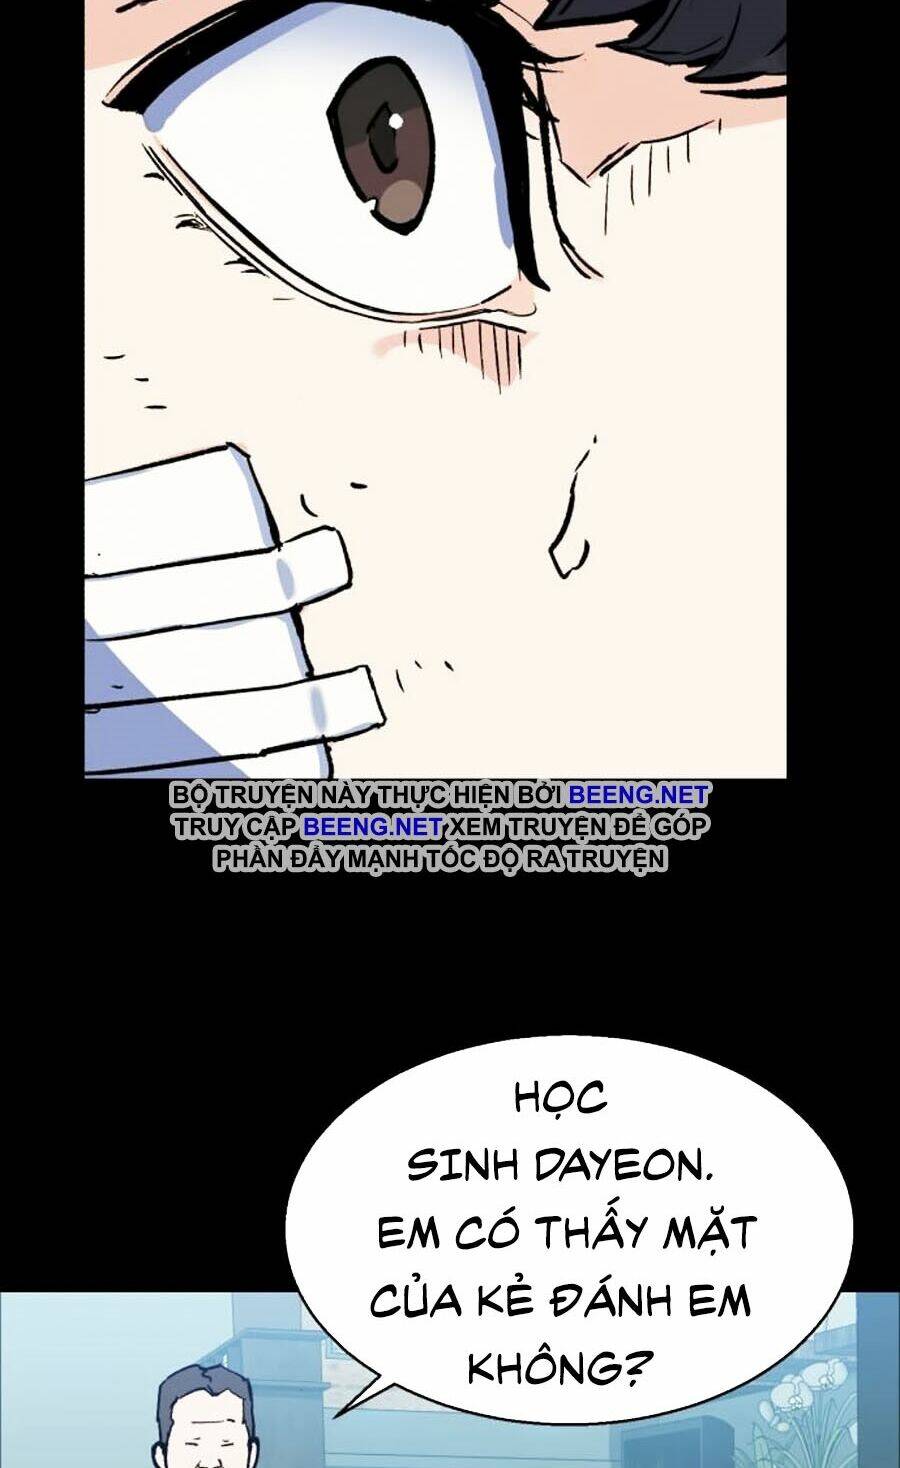 BỘ TRUYỆN NÀY THỰC HIỆN BỞI BEENG.NET
TRUY CẬP BEENG.NET XEM TRUYỆN ĐỂ GÓP
PHẦN ĐẨY MẠNH TỐC ĐỘ RA TRUYỆN
HỌC
SINH DAYEON.
EM CÓ THẤY MẶT
CỦA KẺ ĐÁNH EM
KHÔNG?